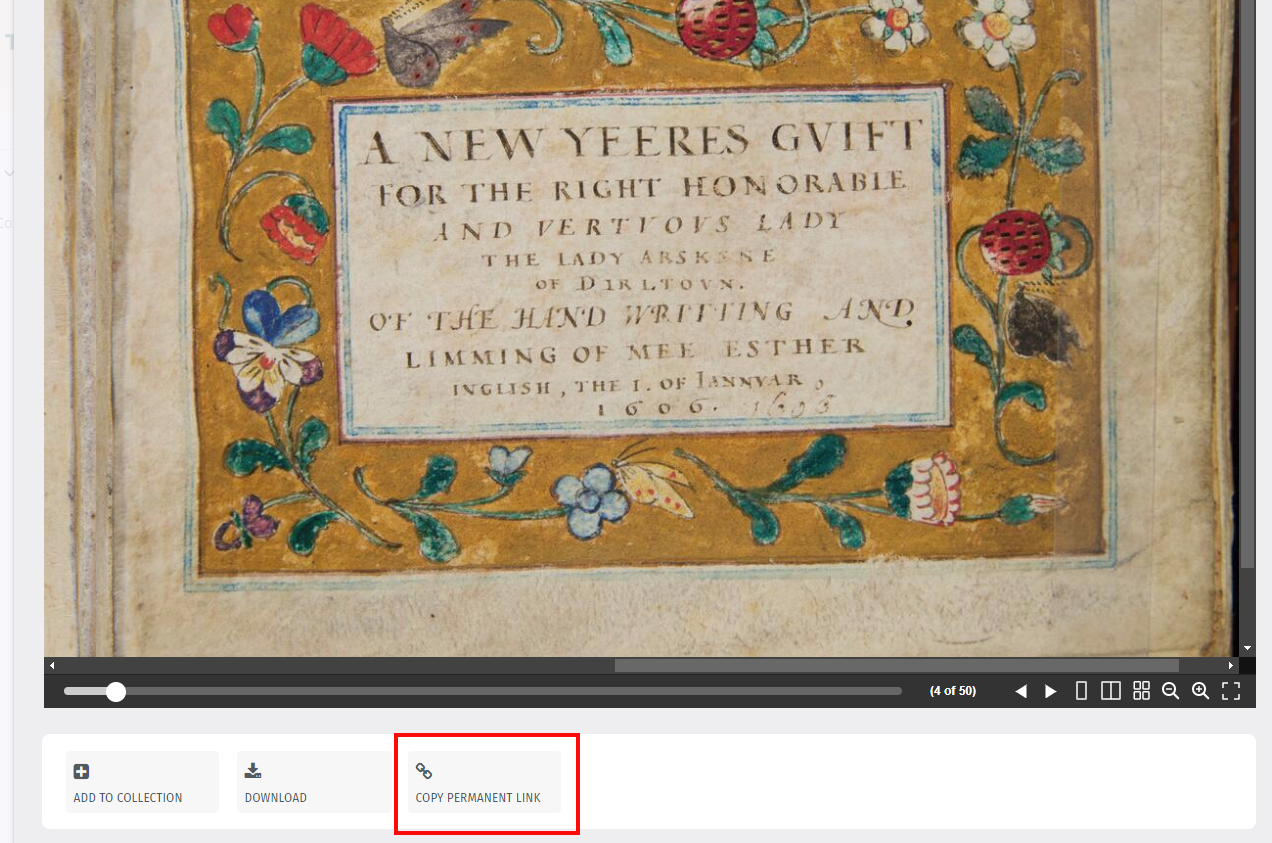 A NEW YEERES GVIFT
FOR THE RIGHT HONORABLE
AND VERTVOVS LADY
THE LADY ARSKENE
OF DIRLTOVN.
OF THE HAND WRITTING AND
LIMMING OF MEE ESTHER
INGLISH, THE I. OF IANNVAR,
1606. 1606
(4 of 50)
ADD TO COLLECTION
DOWNLOAD
COPY PERMANENT LINK